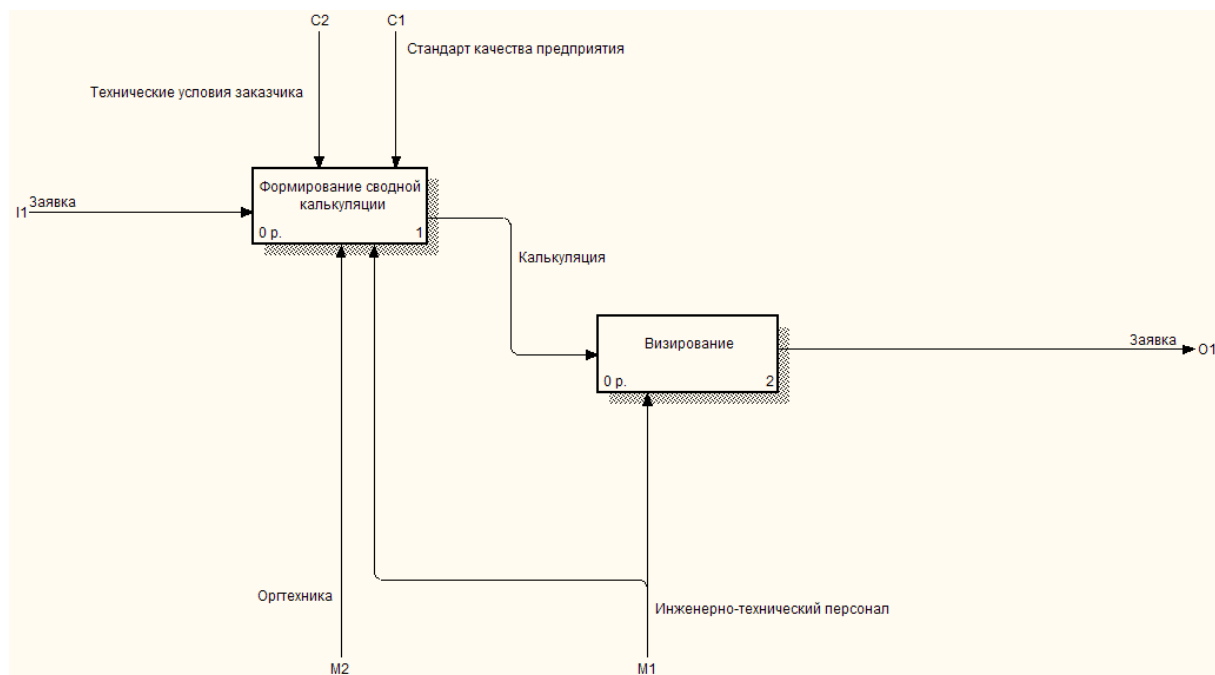 C2
C1
Стандарт качества предприятия
Технические условия заказчика
Формирование сводной
калькуляции
0 р.
1
I1
Заявка
Калькуляция
Визирование
0 р.
2
Заявка
O1
Оргтехника
Инженерно-технический персонал
M2
M1